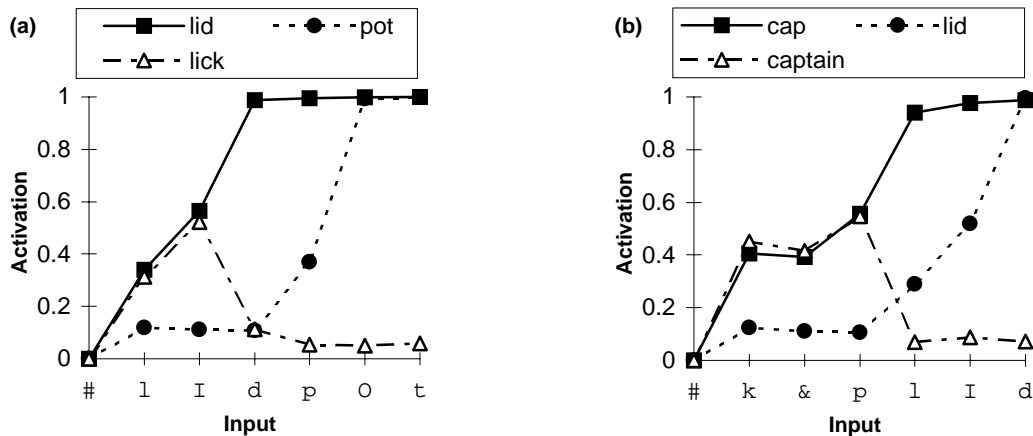 (a)
lid
pot
lick
1
0.8
0.6
0.4
0.2
0
Activation
# l I d p O t
Input
(b)
cap
lid
captain
1
0.8
0.6
0.4
0.2
0
Activation
# k & p l I d
Input